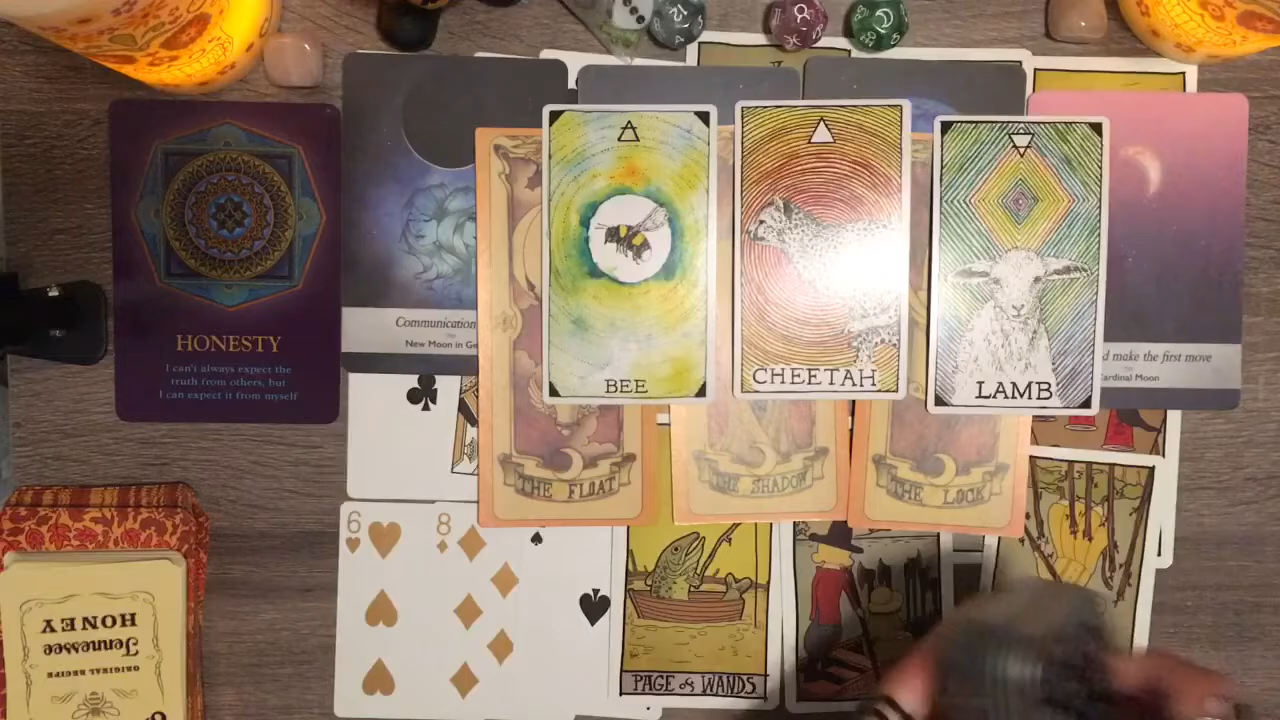 HONESTY
I can't always expect the
truth from others, but
I can expect it from myself
Communication
New Moon in Ge
BEE
CHEETAH
LAMB
d make the first move
Cardinal Moon
THE FLOAT
THE SHADOW
THE LOCK
6
8
PAGE of WANDS
Tennessee
HONEY
ORIGINAL RECIPE
12